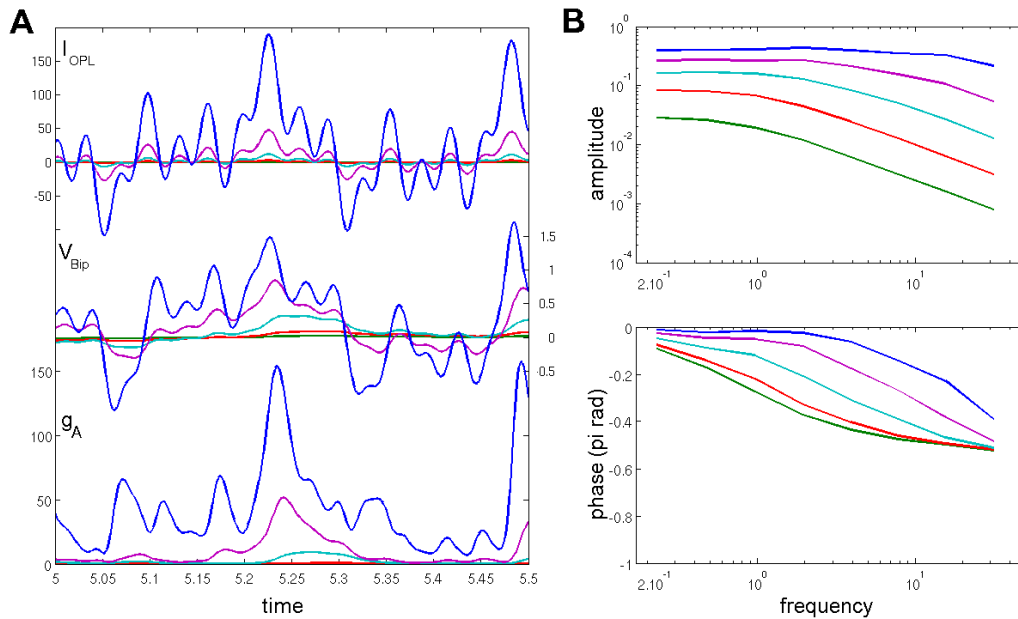 A
I_OPL
150
100
50
0
-50
V_Bip
1.5
1
0.5
0
-0.5
g_A
150
100
50
0
5 5.05 5.1 5.15 5.2 5.25 5.3 5.35 5.4 5.45 5.5
time
B
amplitude
10^0
10^-1
10^-2
10^-3
10^-4
2.10^-1 10^0 10^1
phase (pi rad)
0
-0.2
-0.4
-0.6
-0.8
-1
2.10^-1 10^0 10^1
frequency